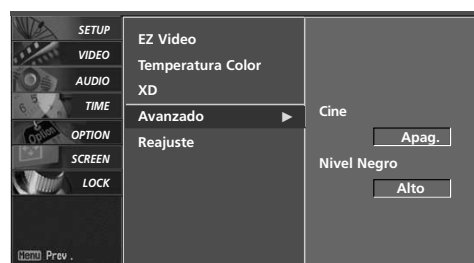 SETUP
VIDEO
AUDIO
TIME
OPTION
SCREEN
LOCK
Menu Prev.
EZ Video
Temperatura Color
XD
Avanzado ►
Reajuste
Cine
Apag.
Nivel Negro
Alto